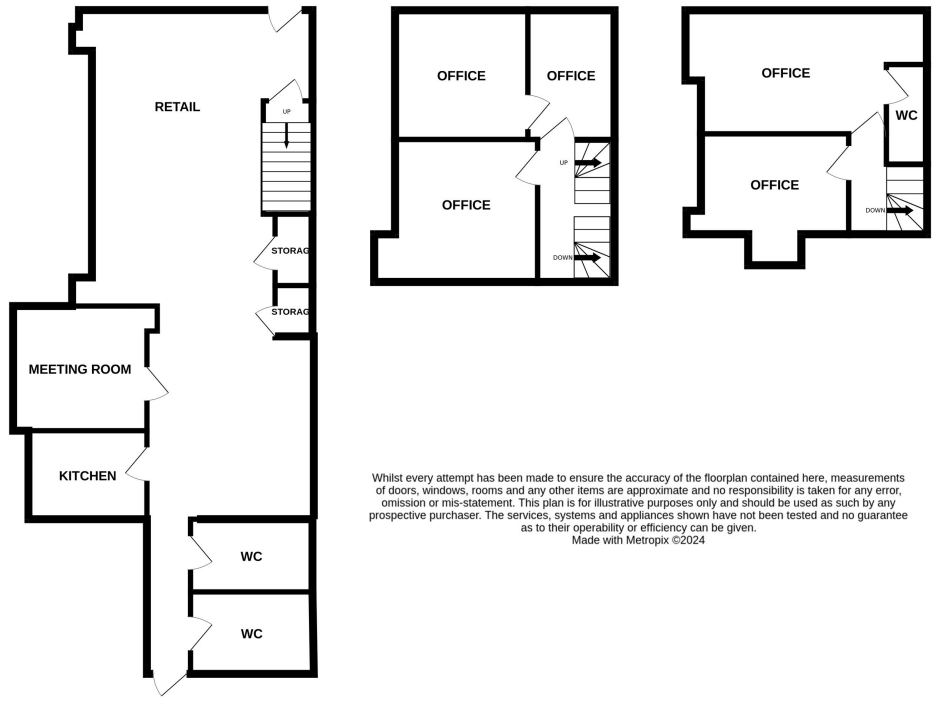 RETAIL
UP
STORAG
STORAG
MEETING ROOM
KITCHEN
WC
WC
OFFICE
OFFICE
OFFICE
UP
DOWN
OFFICE
WC
OFFICE
DOWN
Whilst every attempt has been made to ensure the accuracy of the floorplan contained here, measurements
of doors, windows, rooms and any other items are approximate and no responsibility is taken for any error,
omission or mis-statement. This plan is for illustrative purposes only and should be used as such by any
prospective purchaser. The services, systems and appliances shown have not been tested and no guarantee
as to their operability or efficiency can be given.
Made with Metropix ©2024